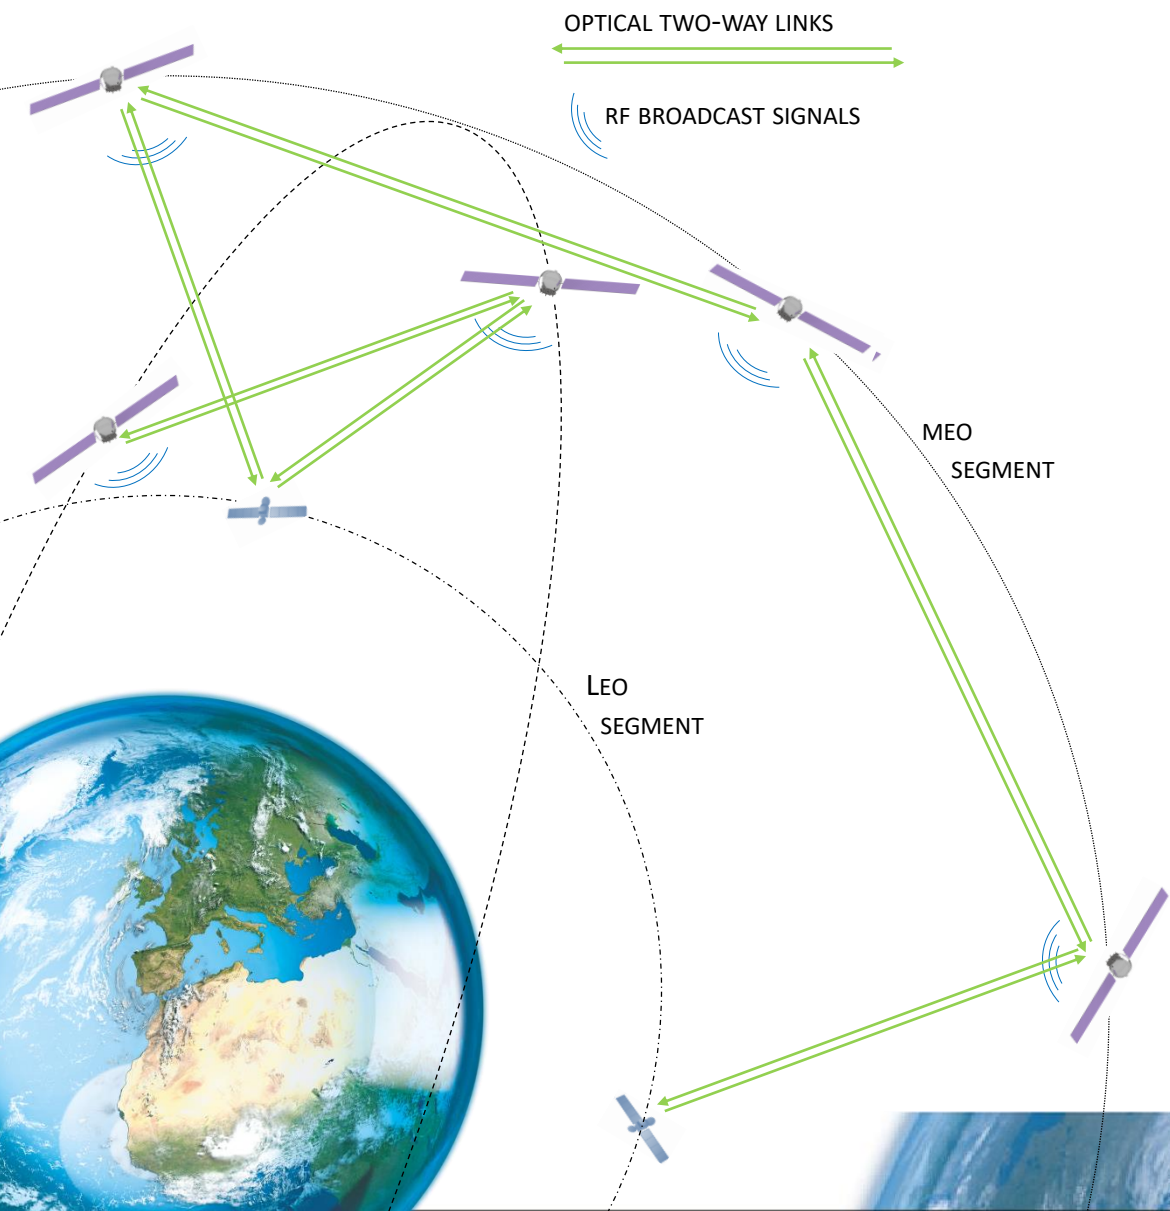 OPTICAL TWO-WAY LINKS
RF BROADCAST SIGNALS
MEO
SEGMENT
LEO
SEGMENT